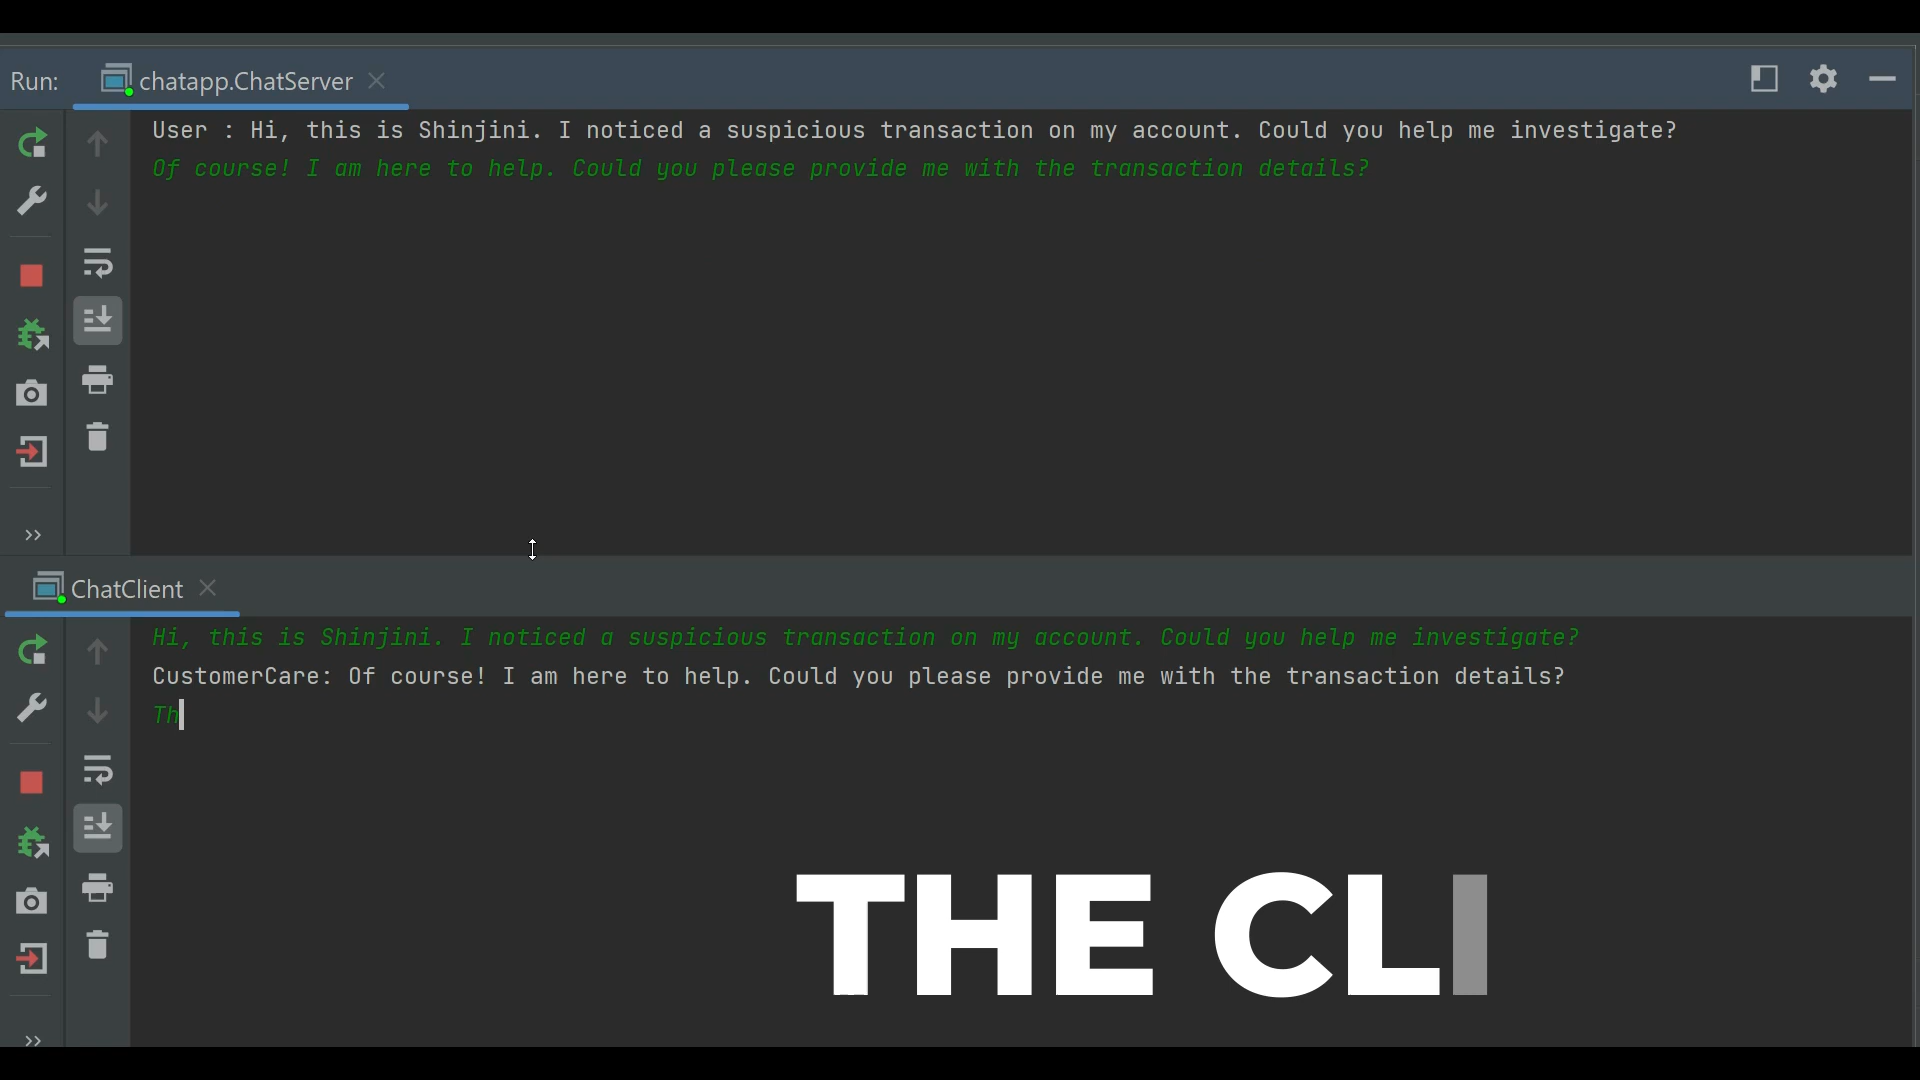 Run: chatapp.ChatServer
User : Hi, this is Shinjini. I noticed a suspicious transaction on my account. Could you help me investigate?
Of course! I am here to help. Could you please provide me with the transaction details?
ChatClient
Hi, this is Shinjini. I noticed a suspicious transaction on my account. Could you help me investigate?
CustomerCare: Of course! I am here to help. Could you please provide me with the transaction details?
Th
THE CLI